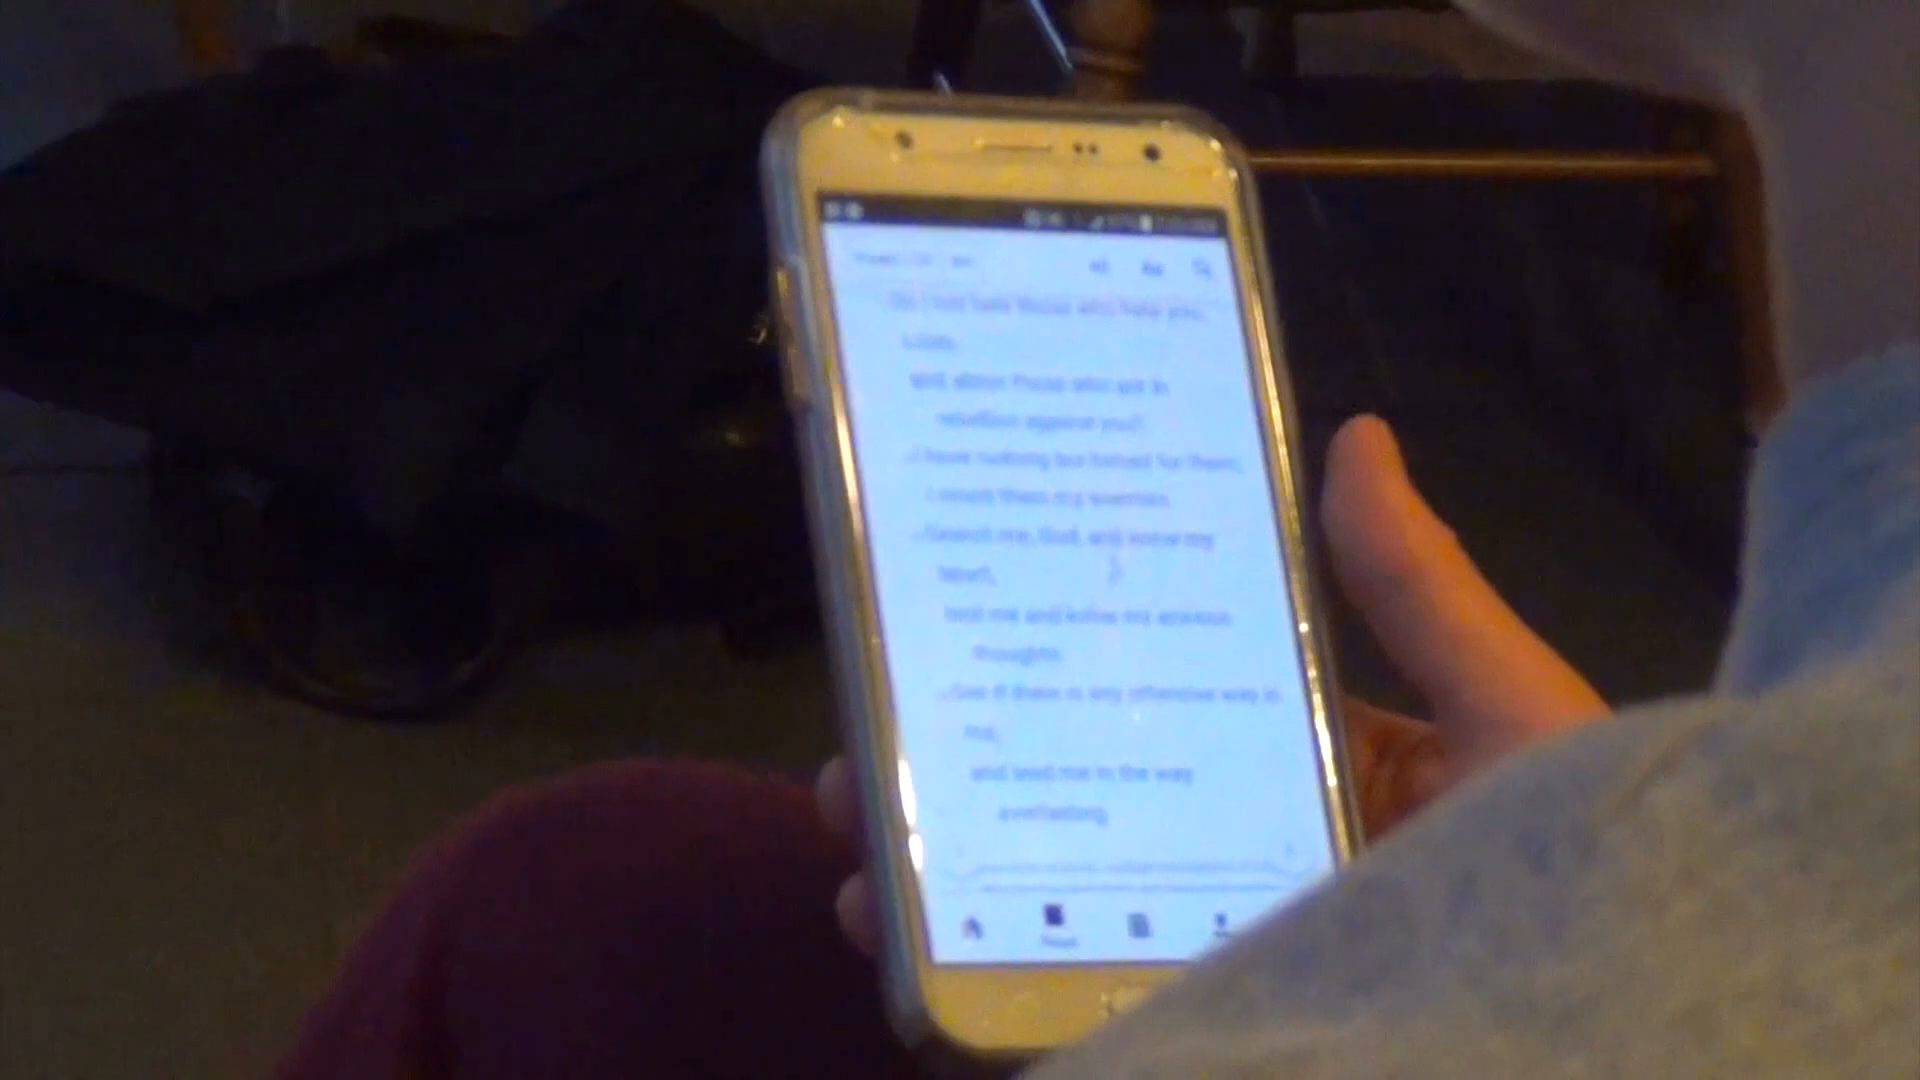 Do I not hate those who hate you,
LORD,
and abhor those who are in
rebellion against you?
I have nothing but hatred for them;
I count them my enemies.
Search me, God, and know my
heart;
test me and know my anxious
thoughts.
See if there is any offensive way in
me,
and lead me in the way
everlasting.